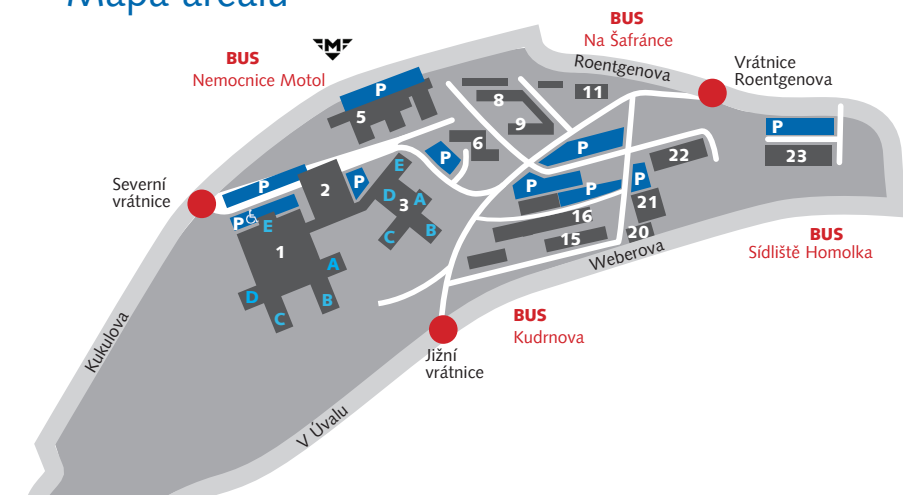 Mapa areálu
BUS
Na Šafránce
BUS
Nemocnice Motol
M
Roentgenova
Vrátnice
Roentgenova
P
5
8
9
11
6
P
P
P
23
22
Severní
vrátnice
P
2
P
E
D
A
3
C
B
P
P
P
21
P
E
16
15
20
1
A
D
B
C
Weberova
BUS
Sídliště Homolka
BUS
Kudrnova
Kukulova
Jižní
vrátnice
V Úvalu